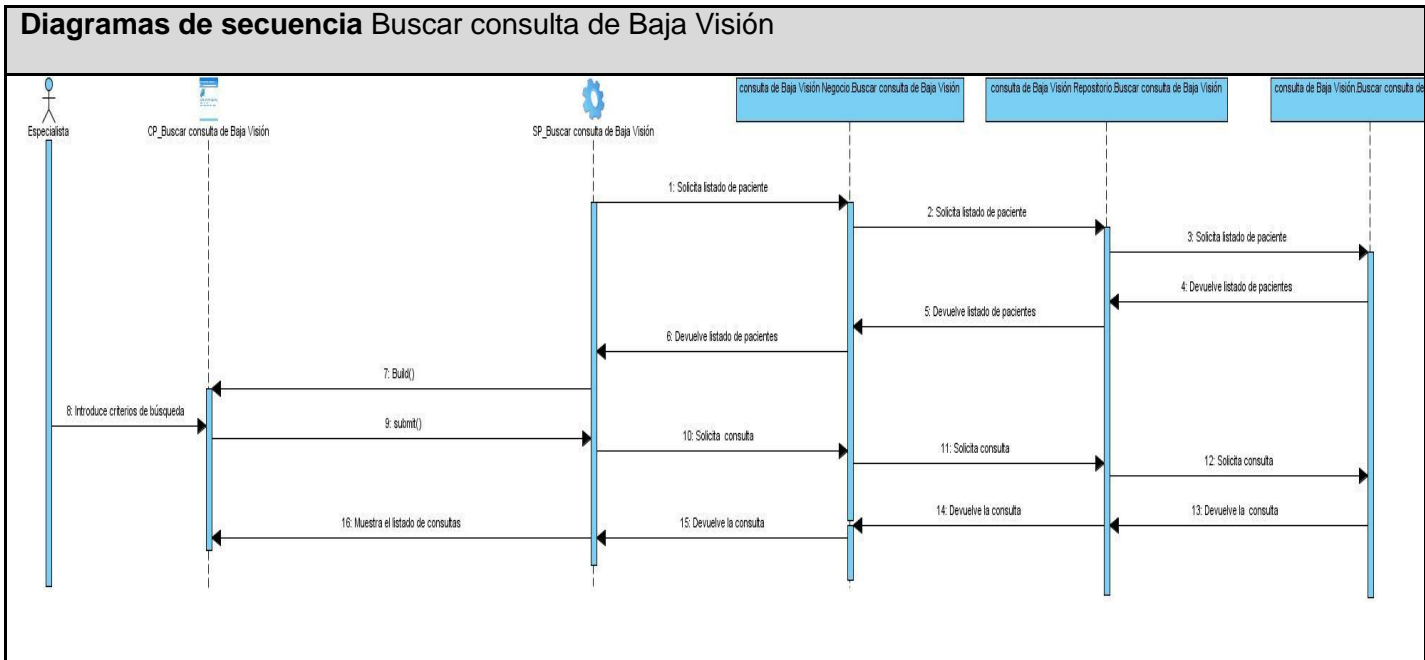 Diagramas de secuencia Buscar consulta de Baja Visión
Especialista
CP_Buscar consulta de Baja Visión
SP_Buscar consulta de Baja Visión
consulta de Baja Visión Negocio.Buscar consulta de Baja Visión
consulta de Baja Visión Repositorio.Buscar consulta de Baja Visión
consulta de Baja Visión.Buscar consulta de
1: Solicita listado de paciente
2: Solicita listado de paciente
3: Solicita listado de paciente
4: Devuelve listado de pacientes
5: Devuelve listado de pacientes
6: Devuelve listado de pacientes
7: Build()
8: Introduce criterios de búsqueda
9: submit()
10: Solicita consulta
11: Solicita consulta
12: Solicita consulta
13: Devuelve la consulta
14: Devuelve la consulta
15: Devuelve la consulta
16: Muestra el listado de consultas